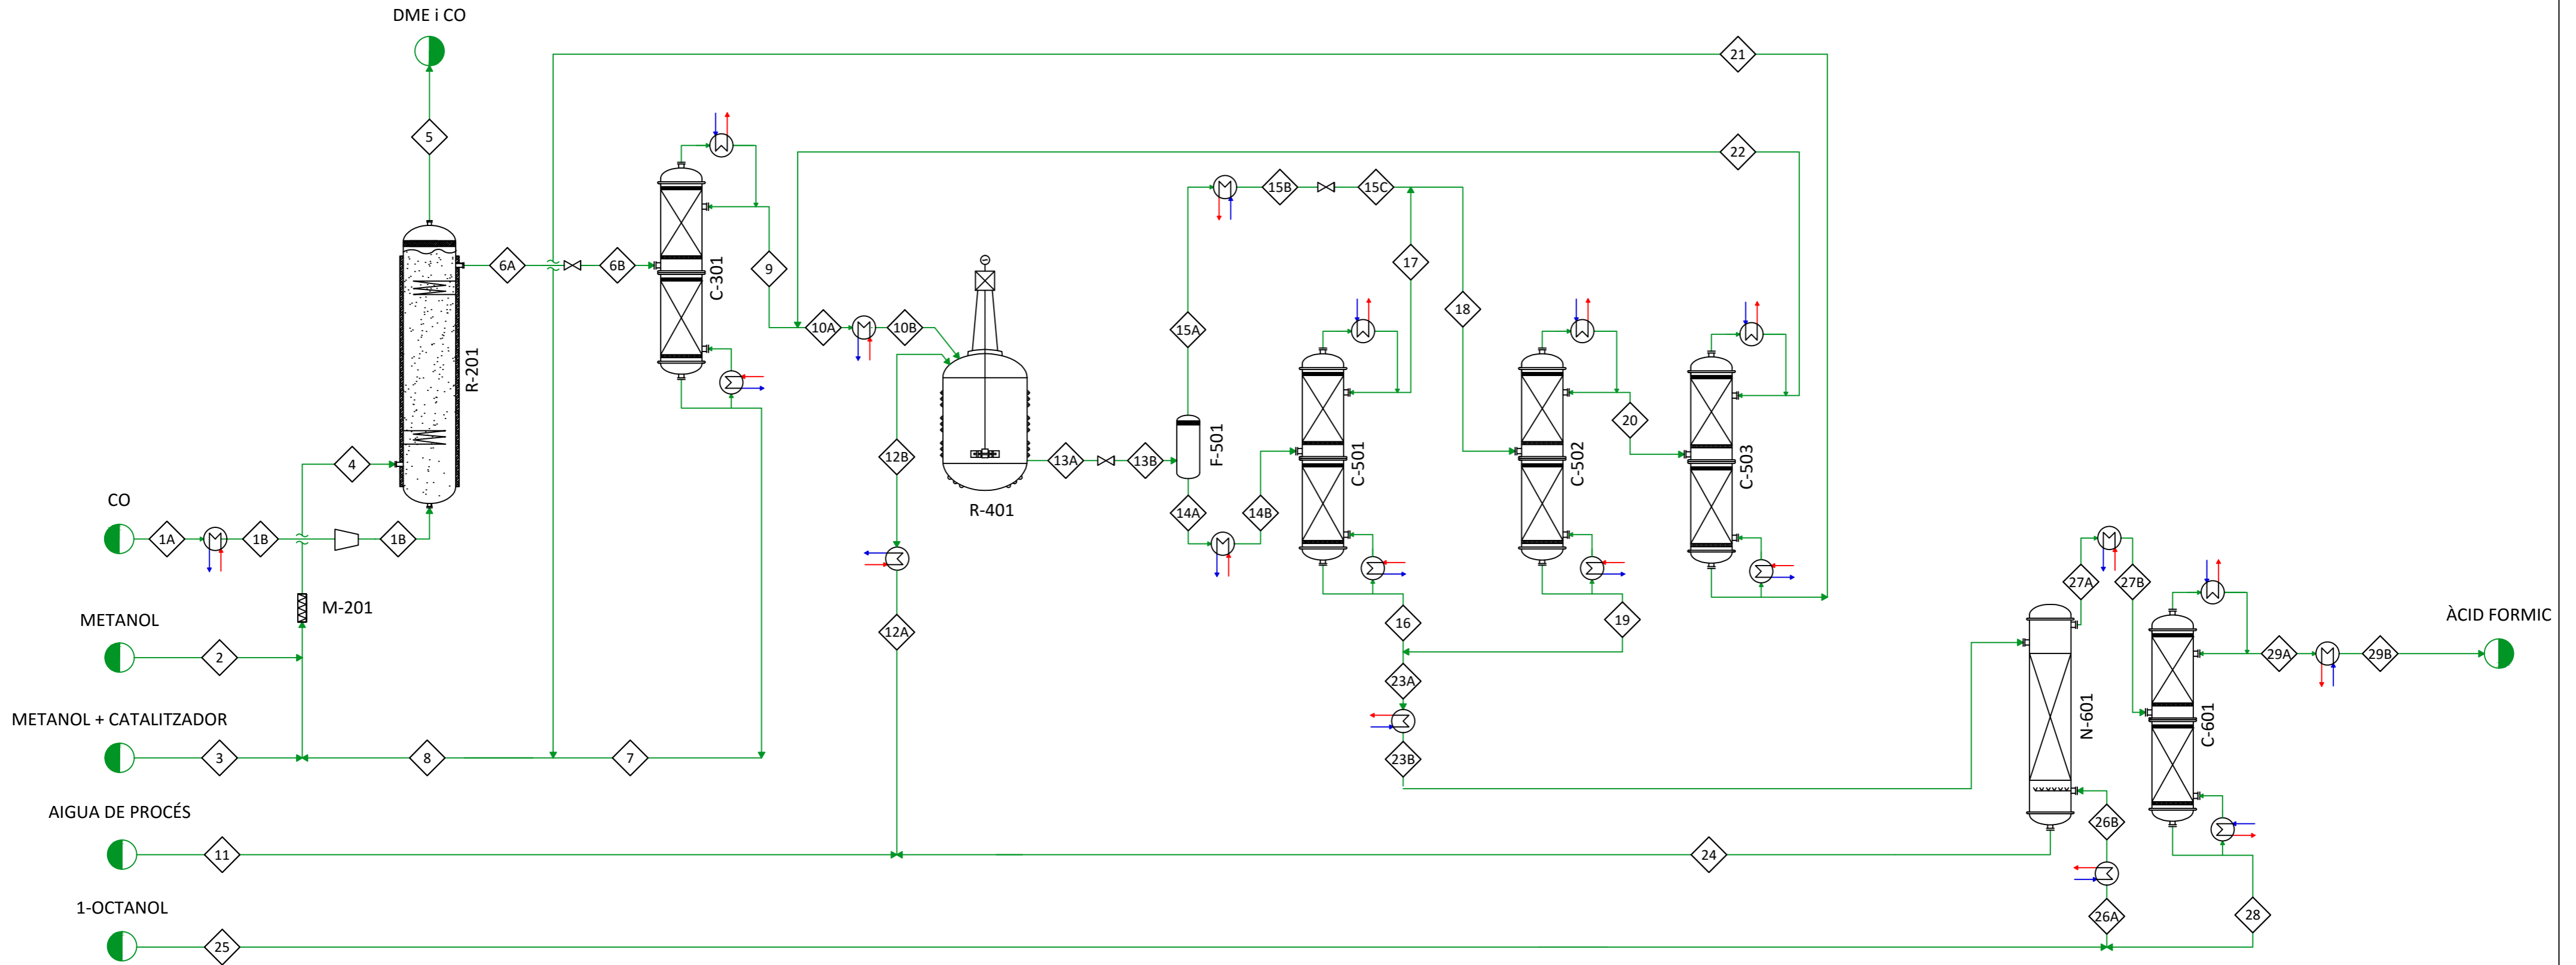 DME i CO
21
5
22
15B
15C
6A
6B
C-301
9
17
18
10A
10B
15A
R-201
20
12B
4
13A
13B
F-501
C-501
C-502
C-503
CO
14A
14B
R-401
1A
1B
1B
27A
27B
M-201
METANOL
12A
16
19
ÀCID FORMIC
2
29A
29B
23A
METANOL + CATALITZADOR
N-601
C-601
3
8
7
23B
AIGUA DE PROCÉS
26B
11
24
1-OCTANOL
26A
28
25